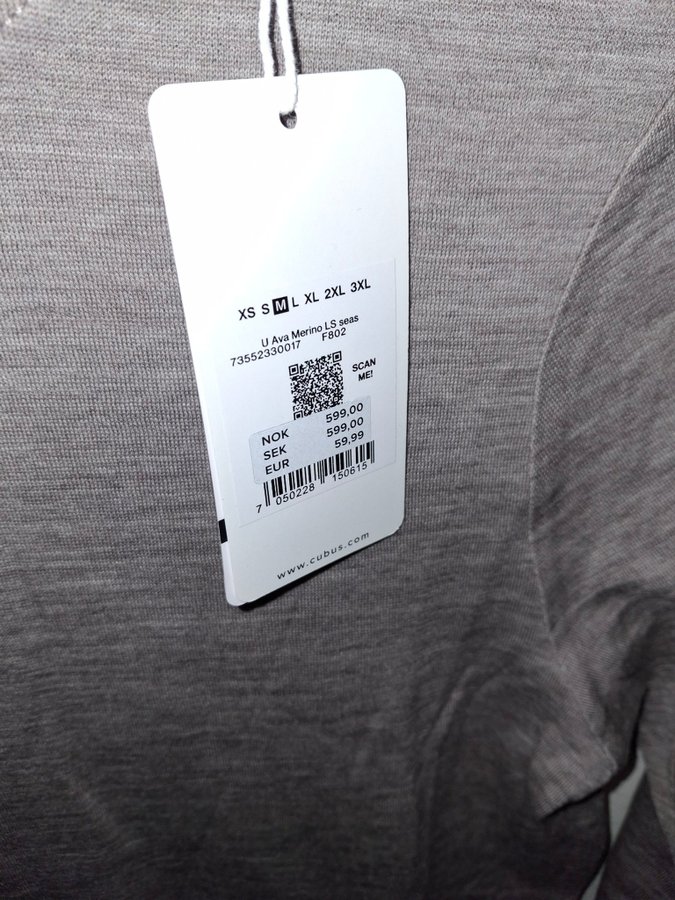 XS S M L XL 2XL 3XL
U Ava Merino LS seas
73552330017 F802
SCAN
ME!
NOK 599,00
SEK 599,00
EUR 59,99
7 050228 150615
www.cubus.com